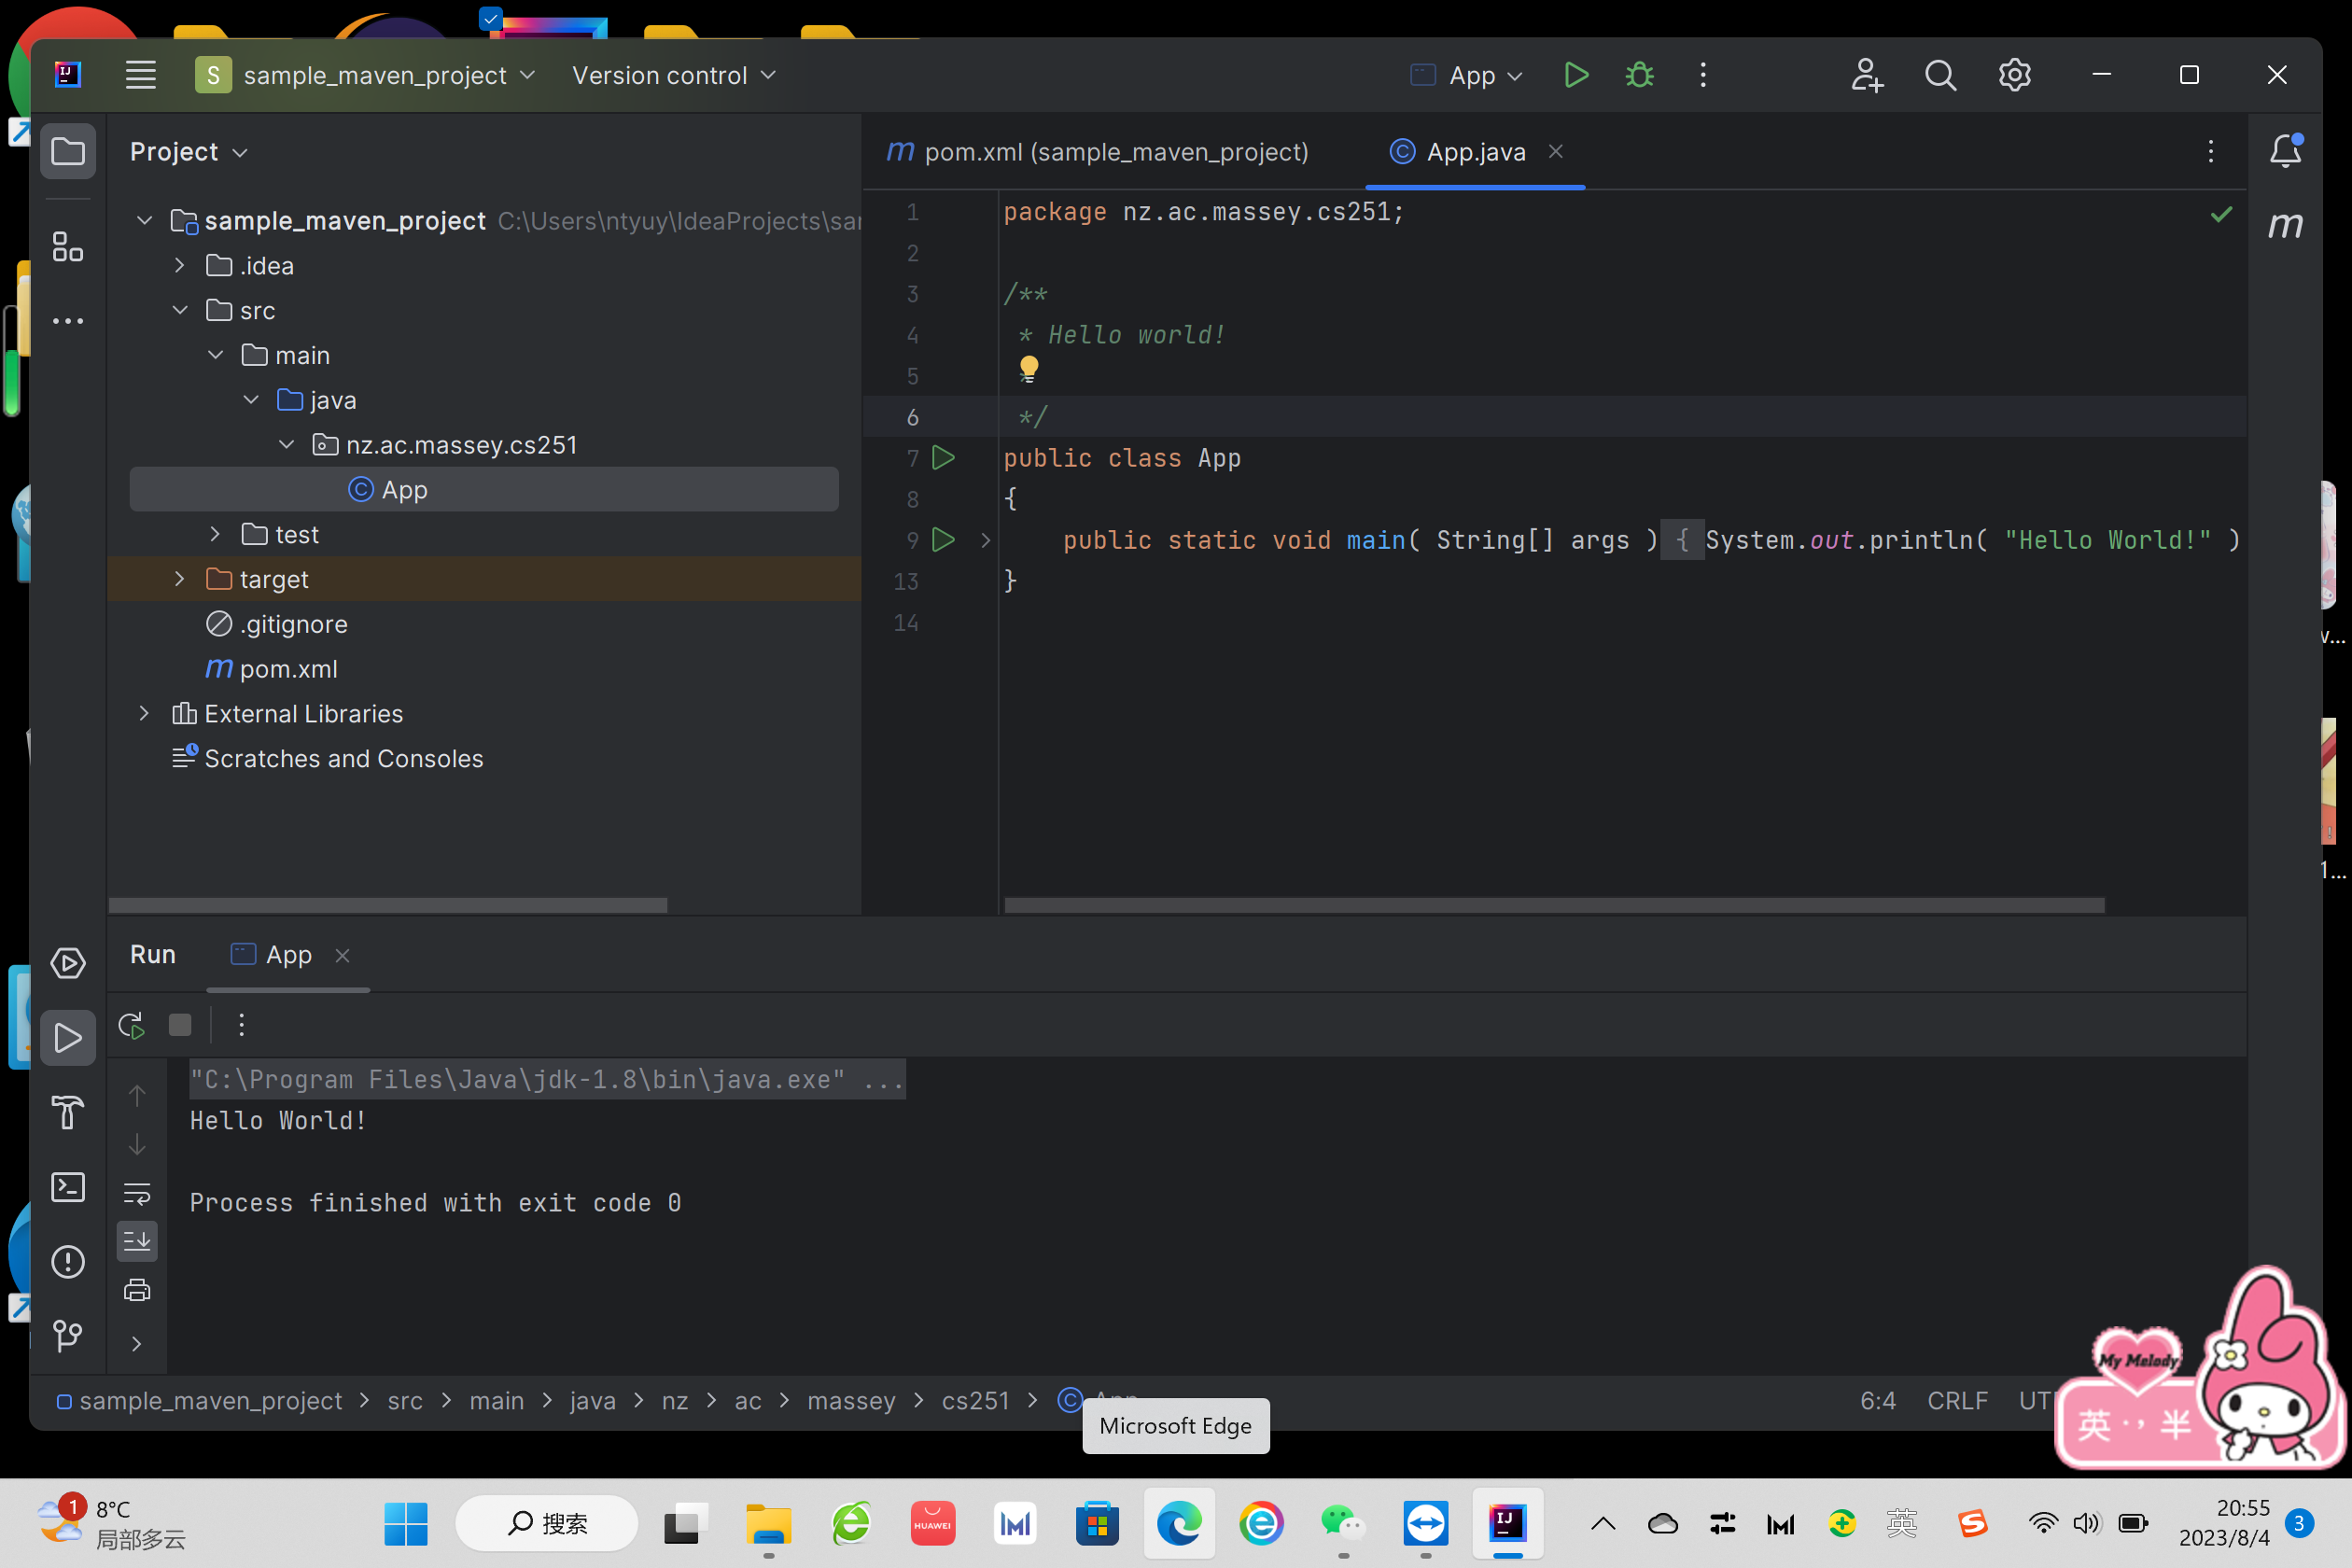 S sample_maven_project Version control App
Project
pom.xml (sample_maven_project) App.java
sample_maven_project C:\Users\ntyuy\IdeaProjects\sar
.idea
src
main
java
nz.ac.massey.cs251
App
test
target
.gitignore
pom.xml
External Libraries
Scratches and Consoles
1 package nz.ac.massey.cs251;
2
3 /**
4 * Hello world!
5
6 */
7 public class App
8 {
9 public static void main( String[] args ) { System.out.println( "Hello World!" )
13 }
14
Run App
"C:\Program Files\Java\jdk-1.8\bin\java.exe" ...
Hello World!
Process finished with exit code 0
sample_maven_project > src > main > java > nz > ac > massey > cs251 >
6:4 CRLF
Microsoft Edge
My Melody
英 ·, 半
1
8°C
局部多云
搜索
HUAWEI
英
20:55
2023/8/4
3